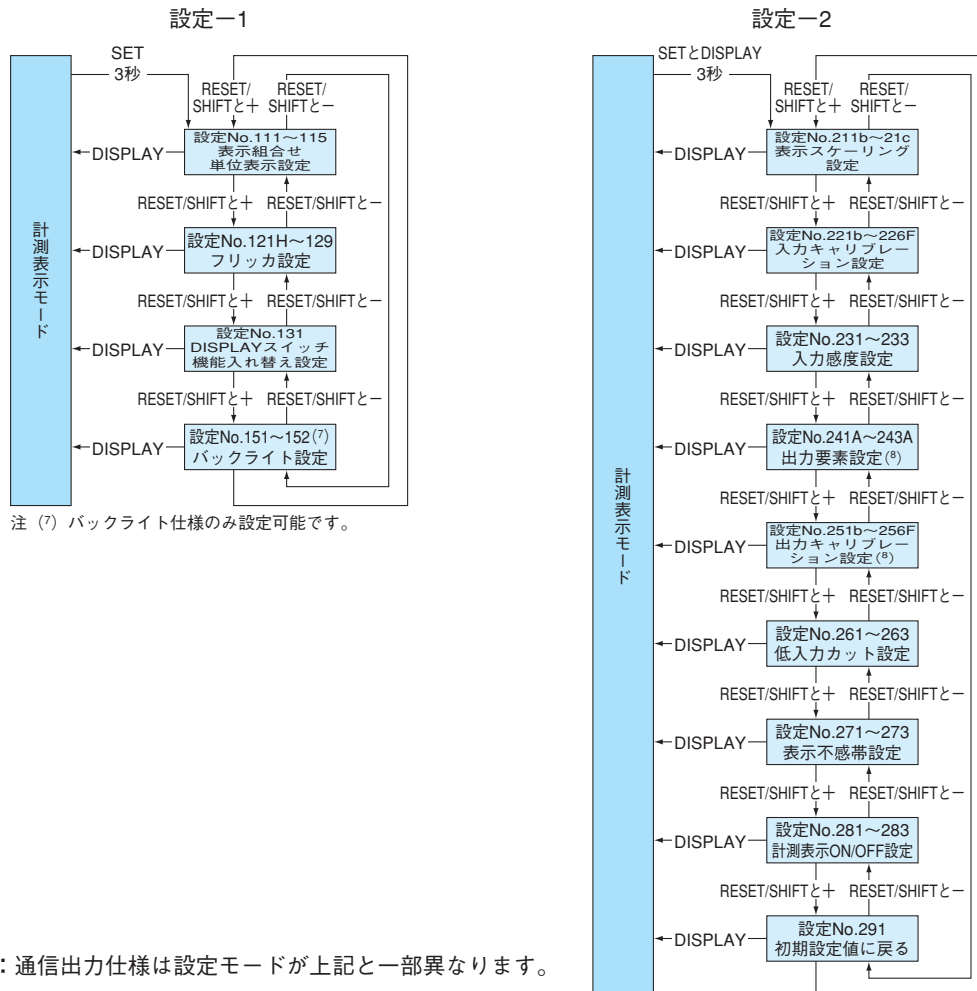 設定ー1
SET
3秒
RESET/
SHIFTと＋
RESET/
SHIFTとー
設定No.111〜115
表示組合せ
単位表示設定
DISPLAY
RESET/SHIFTと＋ RESET/SHIFTとー
設定No.121H〜129
フリッカ設定
DISPLAY
RESET/SHIFTと＋ RESET/SHIFTとー
設定No.131
DISPLAYスイッチ
機能入れ替え設定
DISPLAY
RESET/SHIFTと＋ RESET/SHIFTとー
設定No.151〜152(7)
バックライト設定
DISPLAY
計測表示モード
注（7）バックライト仕様のみ設定可能です。
設定ー2
SETとDISPLAY
3秒
RESET/
SHIFTと＋
RESET/
SHIFTとー
設定No.211b〜21c
表示スケーリング
設定
DISPLAY
RESET/SHIFTと＋ RESET/SHIFTとー
設定No.221b〜226F
入力キャリブレー
ション設定
DISPLAY
RESET/SHIFTと＋ RESET/SHIFTとー
設定No.231〜233
入力感度設定
DISPLAY
RESET/SHIFTと＋ RESET/SHIFTとー
設定No.241A〜243A
出力要素設定(8)
DISPLAY
RESET/SHIFTと＋ RESET/SHIFTとー
設定No.251b〜256F
出力キャリブレー
ション設定(8)
DISPLAY
RESET/SHIFTと＋ RESET/SHIFTとー
設定No.261〜263
低入力カット設定
DISPLAY
RESET/SHIFTと＋ RESET/SHIFTとー
設定No.271〜273
表示不感帯設定
DISPLAY
RESET/SHIFTと＋ RESET/SHIFTとー
設定No.281〜283
計測表示ON/OFF設定
DISPLAY
RESET/SHIFTと＋ RESET/SHIFTとー
設定No.291
初期設定値に戻る
DISPLAY
計測表示モード
：通信出力仕様は設定モードが上記と一部異なります。